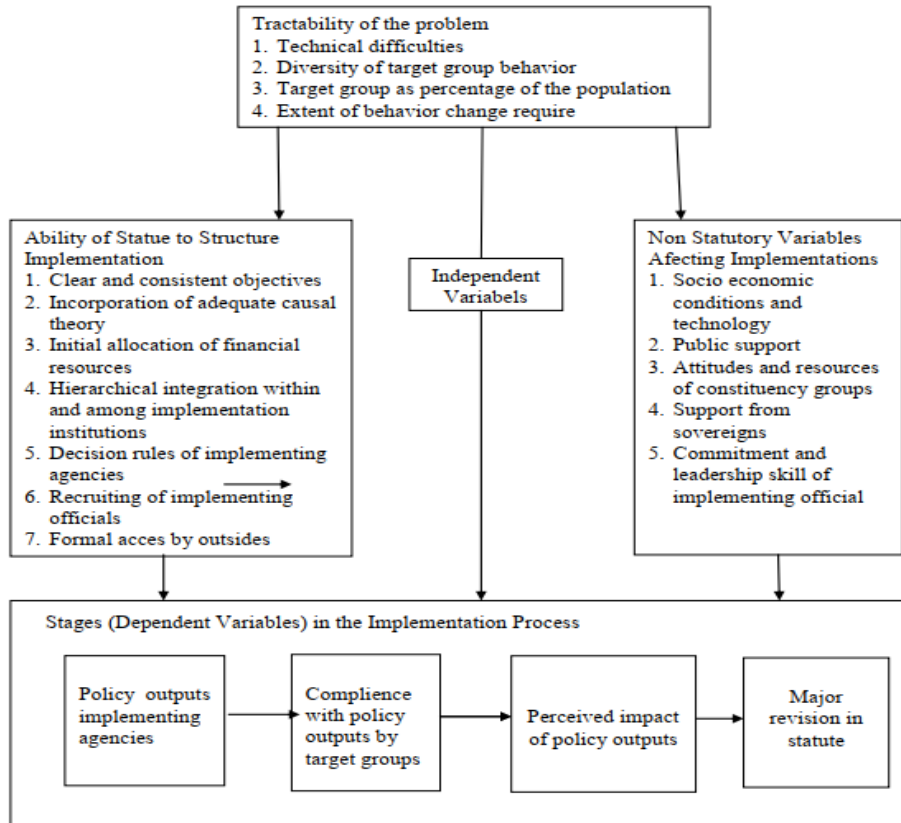 Tractability of the problem
1. Technical difficulties
2. Diversity of target group behavior
3. Target group as percentage of the population
4. Extent of behavior change require
Ability of Statue to Structure
Implementation
1. Clear and consistent objectives
2. Incorporation of adequate causal
theory
3. Initial allocation of financial
resources
4. Hierarchical integration within
and among implementation
institutions
5. Decision rules of implementing
agencies
6. Recruiting of implementing
officials
7. Formal acces by outsides
Independent
Variabels
Non Statutory Variables
Afecting Implementations
1. Socio economic
conditions and
technology
2. Public support
3. Attitudes and resources
of constituency groups
4. Support from
sovereigns
5. Commitment and
leadership skill of
implementing official
Stages (Dependent Variables) in the Implementation Process
Policy outputs
implementing
agencies
Complience
with policy
outputs by
target groups
Perceived impact
of policy outputs
Major
revision in
statute